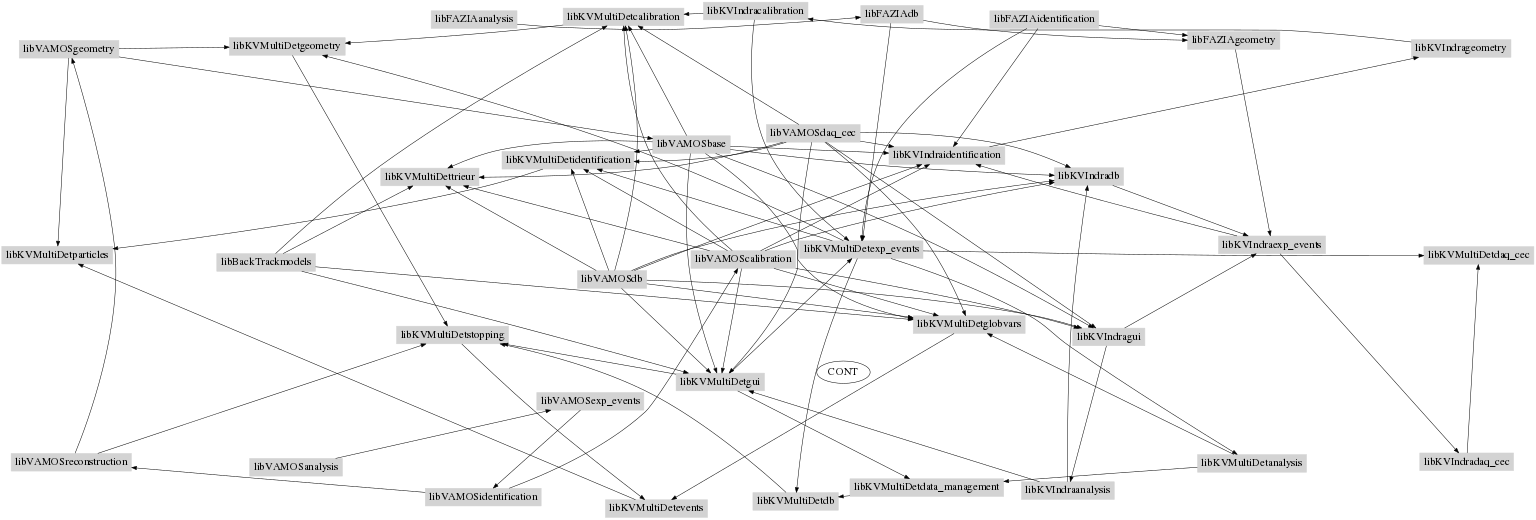 libFAZIAanalysis
libKVMultiDetcalibration
libKVIndracalibration
libFAZIAdb
libFAZIAidentification
libFAZIAgeometry
libKVIndrageometry
libVAMOSgeometry
libKVMultiDetgeometry
libVAMOSbase
libVAMOSdaq_cec
libKVMultiDetidentification
libKVIndraidentification
libKVMultiDettrieur
libKVIndradb
libKVMultiDetparticles
libBackTrackmodels
libVAMOSdb
libVAMOScalibration
libKVMultiDetexp_events
libKVIndraexp_events
libKVMultiDetdaq_cec
libKVMultiDetstopping
libKVMultiDetglobvars
libKVIndragui
CONT
libKVMultiDetgui
libVAMOSexp_events
libVAMOSreconstruction
libVAMOSanalysis
libKVMultiDetanalysis
libKVIndradaq_cec
libVAMOSidentification
libKVMultiDetevents
libKVMultiDetdb
libKVMultiDetdata_management
libKVIndraanalysis